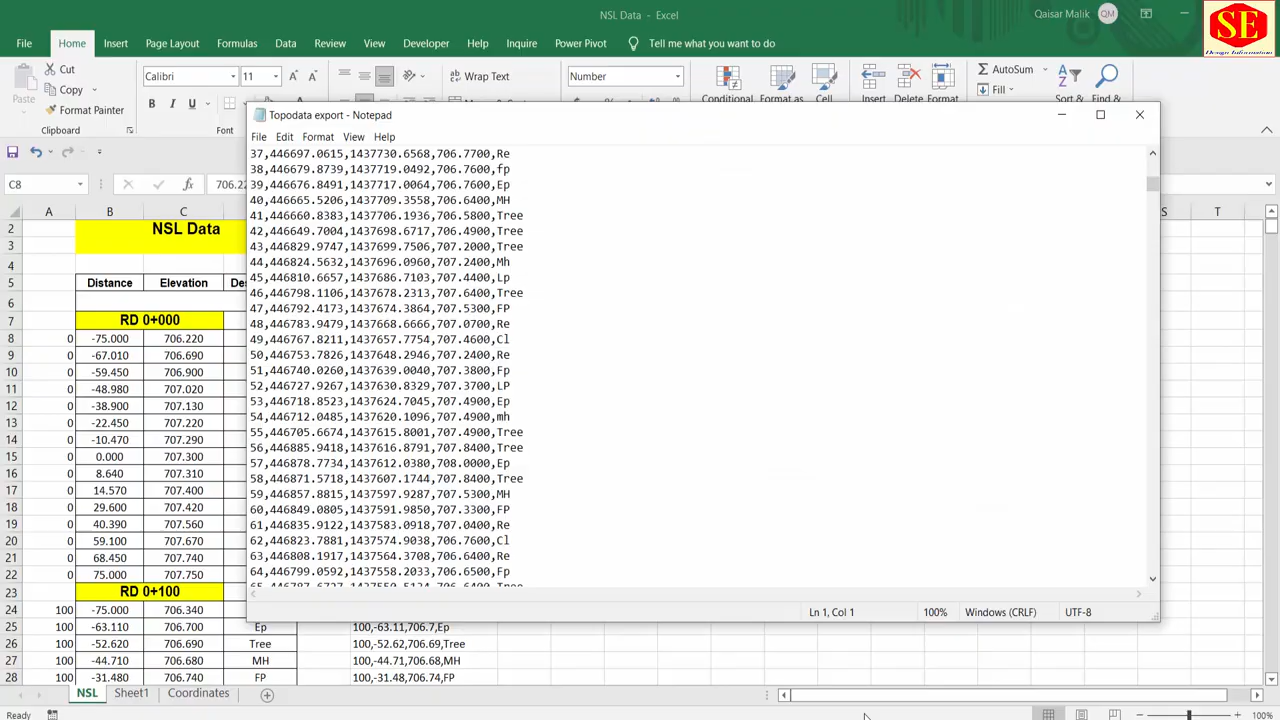 NSL Data - Excel
Qaisar Malik QM
SE
Design Information
File Home Insert Page Layout Formulas Data Review View Developer Help Inquire Power Pivot Tell me what you want to do
Cut
Copy
Format Painter
Paste
Calibri 11
B I U
Wrap Text
Number
Conditional Format as Cell
Insert Delete Format
AutoSum
Fill
Sort & Find &
Clipboard Font
C8
706.22
Topodata export - Notepad
File Edit Format View Help
37,446697.0615,1437730.6568,706.7700,Re
38,446679.8739,1437719.0492,706.7600,fp
39,446676.8491,1437717.0064,706.7600,Ep
40,446665.5206,1437709.3558,706.6400,MH
41,446660.8383,1437706.1936,706.5800,Tree
42,446649.7004,1437698.6717,706.4900,Tree
43,446829.9747,1437699.7506,707.2000,Tree
44,446824.5632,1437696.0960,707.2400,Mh
45,446810.6657,1437686.7103,707.4400,Lp
46,446798.1106,1437678.2313,707.6400,Tree
47,446792.4173,1437674.3864,707.5300,FP
48,446783.9479,1437668.6666,707.0700,Re
49,446767.8211,1437657.7754,707.4600,Cl
50,446753.7826,1437648.2946,707.2400,Re
51,446740.0260,1437639.0040,707.3800,Fp
52,446727.9267,1437630.8329,707.3700,LP
53,446718.8523,1437624.7045,707.4900,Ep
54,446712.0485,1437620.1096,707.4900,mh
55,446705.6674,1437615.8001,707.4900,Tree
56,446885.9418,1437616.8791,707.8400,Tree
57,446878.7734,1437612.0380,708.0000,Ep
58,446871.5718,1437607.1744,707.8400,Tree
59,446857.8815,1437597.9287,707.5300,MH
60,446849.0805,1437591.9850,707.3300,FP
61,446835.9122,1437583.0918,707.0400,Re
62,446823.7881,1437574.9038,706.7600,Cl
63,446808.1917,1437564.3708,706.6500,Re
64,446799.0592,1437558.2033,706.6500,Fp
Ln 1, Col 1 100% Windows (CRLF) UTF-8
A B C S T
2 NSL Data
3
4
5 Distance Elevation
6
7 RD 0+000
8 0 -75.000 706.220
9 0 -67.010 706.690
10 0 -59.450 706.900
11 0 -48.980 707.020
12 0 -38.900 707.130
13 0 -22.450 707.220
14 0 -10.470 707.290
15 0 0.000 707.300
16 0 8.640 707.310
17 0 14.570 707.400
18 0 29.600 707.420
19 0 40.390 707.560
20 0 59.100 707.670
21 0 68.450 707.740
22 0 75.000 707.750
23 RD 0+100
24 100 -75.000 706.340
25 100 -63.110 706.700 Ep 100,-63.11,706.7,Ep
26 100 -52.620 706.690 Tree 100,-52.62,706.69,Tree
27 100 -44.710 706.680 MH 100,-44.71,706.68,MH
28 100 -31.480 706.740 FP 100,-31.48,706.74,FP
NSL Sheet1 Coordinates
Ready 100%